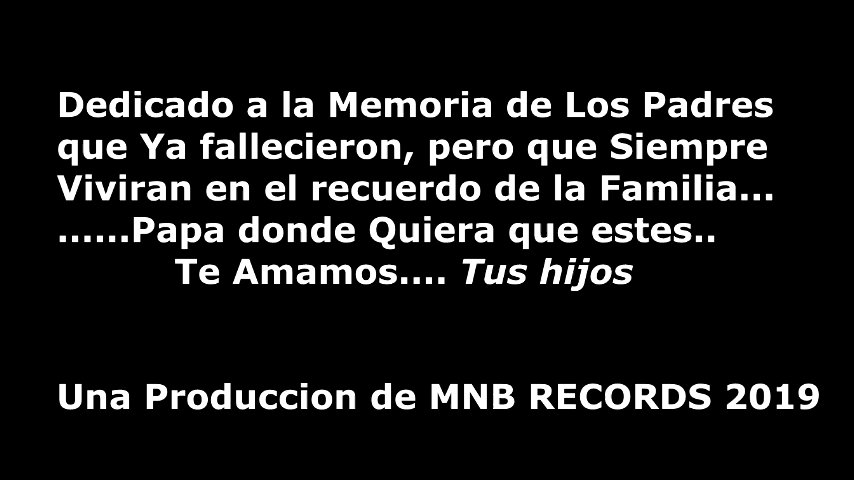 Dedicado a la Memoria de Los Padres
que Ya fallecieron, pero que Siempre
Viviran en el recuerdo de la Familia...
......Papa donde Quiera que estes..
Te Amamos.... Tus hijos
Una Produccion de MNB RECORDS 2019